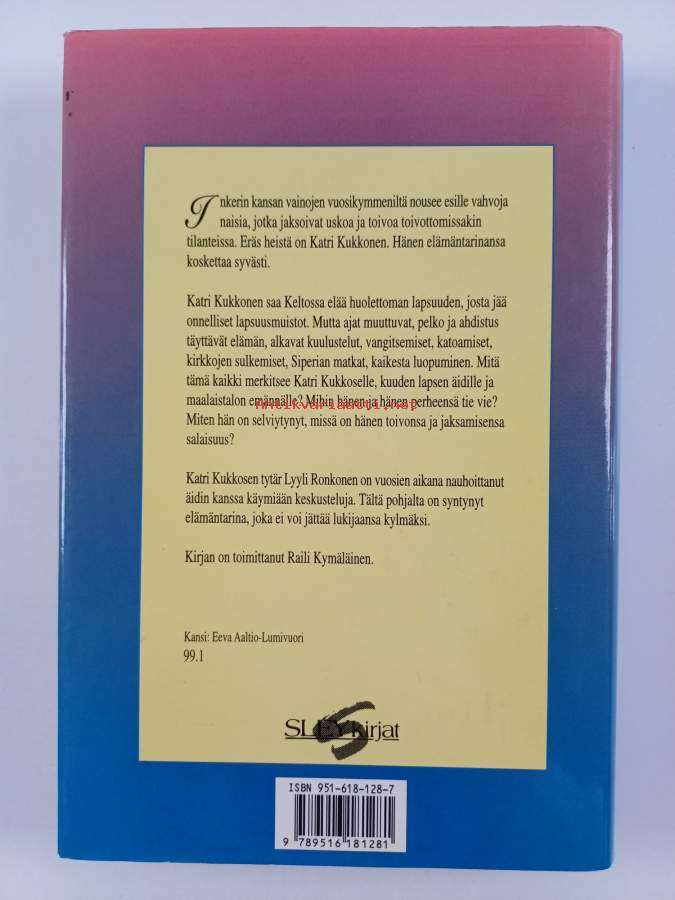 Inkerin kansan vainojen vuosikymmeniltä nousee esille vahvoja
naisia, jotka jaksoivat uskoa ja toivoa toivottomissakin
tilanteissa. Eräs heistä on Katri Kukkonen. Hänen elämäntarinansa
koskettaa syvästi.
Katri Kukkonen saa Keltossa elää huolettoman lapsuuden, josta jää
onnelliset lapsuusmuistot. Mutta ajat muuttuvat, pelko ja ahdistus
täyttävät elämän, alkavat kuulustelut, vangitsemiset, katoamiset,
kirkkojen sulkemiset, Siperian matkat, kaikesta luopuminen. Mitä
tämä kaikki merkitsee Katri Kukkoselle, kuuden lapsen äidille ja
maalaistalon emännälle? Mihin hänen ja hänen perheensä tie vie?
Antikvariaatti.net
Miten hän on selviytynyt, missä on hänen toivonsa ja jaksamisensa
salaisuus?
Katri Kukkosen tytär Lyyli Ronkonen on vuosien aikana nauhoittanut
äidin kanssa käymiään keskusteluja. Tältä pohjalta on syntynyt
elämäntarina, joka ei voi jättää lukijaansa kylmäksi.
Kirjan on toimittanut Raili Kymäläinen.
Kansi: Eeva Aaltio-Lumivuori
99.1
SLEY kirjat
ISBN 951-618-128-7
9 789516 181281